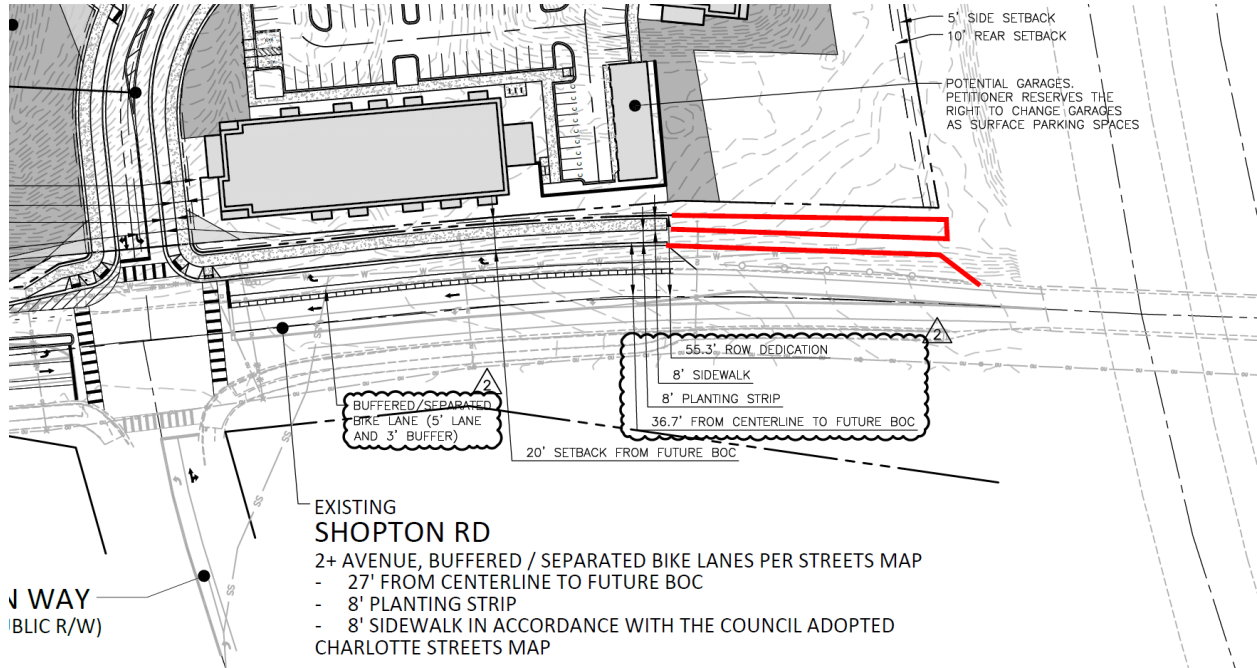 5' SIDE SETBACK
10' REAR SETBACK
POTENTIAL GARAGES.
PETITIONER RESERVES THE
RIGHT TO CHANGE GARAGES
AS SURFACE PARKING SPACES
2
55.3' ROW DEDICATION
8' SIDEWALK
8' PLANTING STRIP
36.7' FROM CENTERLINE TO FUTURE BOC
2
BUFFERED/SEPARATED
BIKE LANE (5' LANE
AND 3' BUFFER)
20' SETBACK FROM FUTURE BOC
EXISTING
SHOPTON RD
2+ AVENUE, BUFFERED / SEPARATED BIKE LANES PER STREETS MAP
- 27' FROM CENTERLINE TO FUTURE BOC
- 8' PLANTING STRIP
- 8' SIDEWALK IN ACCORDANCE WITH THE COUNCIL ADOPTED
CHARLOTTE STREETS MAP
N WAY
UBLIC R/W)